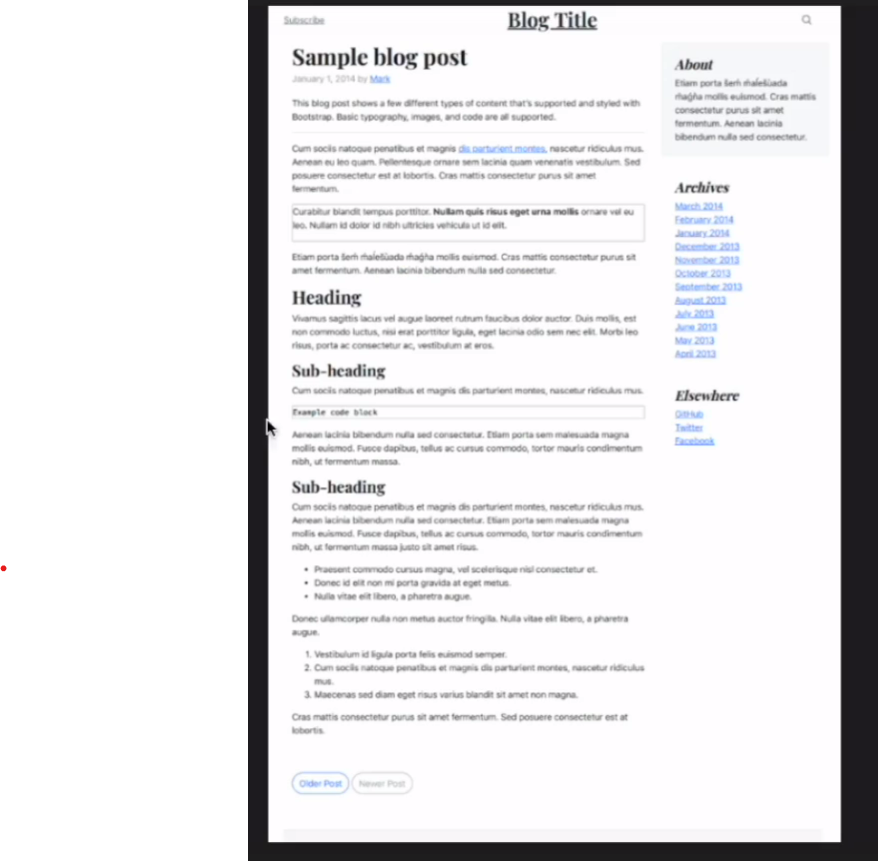 Subscribe
Blog Title
Sample blog post
January 1, 2014 by Mark
This blog post shows a few different types of content that's supported and styled with
Bootstrap. Basic typography, images, and code are all supported.
Cum sociis natoque penatibus et magnis dis parturient montes, nascetur ridiculus mus.
Aenean eu leo quam. Pellentesque ornare sem lacinia quam venenatis vestibulum. Sed
posuere consectetur est at lobortis. Cras mattis consectetur purus sit amet
fermentum.
Curabitur blandit tempus porttitor. Nullam quis risus eget urna mollis ornare vel eu
leo. Nullam id dolor id nibh ultricies vehicula ut id elit.
Etiam porta mollis euismod. Cras mattis consectetur purus sit
amet fermentum. Aenean lacinia bibendum nulla sed consectetur.
Heading
Vivamus sagittis lacus vel augue laoreet rutrum faucibus dolor auctor. Duis mollis, est
non commodo luctus, nisi erat porttitor ligula, eget lacinia odio sem nec elit. Morbi leo
risus, porta ac consectetur ac, vestibulum at eros.
Sub-heading
Cum sociis natoque penatibus et magnis dis parturient montes, nascetur ridiculus mus.
Example code block
Aenean lacinia bibendum nulla sed consectetur. Etiam porta sem malesuada magna
mollis euismod. Fusce dapibus, tellus ac cursus commodo, tortor mauris condimentum
nibh, ut fermentum massa.
Sub-heading
Cum sociis natoque penatibus et magnis dis parturient montes, nascetur ridiculus mus.
Aenean lacinia bibendum nulla sed consectetur. Etiam porta sem malesuada magna
mollis euismod. Fusce dapibus, tellus ac cursus commodo, tortor mauris condimentum
nibh, ut fermentum massa justo sit amet risus.
• Praesent commodo cursus magna, vel scelerisque nisl consectetur et.
• Donec id elit non mi porta gravida at eget metus.
• Nulla vitae elit libero, a pharetra augue.
Donec ullamcorper nulla non metus auctor fringilla. Nulla vitae elit libero, a pharetra
augue.
1. Vestibulum id ligula porta felis euismod semper.
2. Cum sociis natoque penatibus et magnis dis parturient montes, nascetur ridiculus
mus.
3. Maecenas sed diam eget risus varius blandit sit amet non magna.
Cras mattis consectetur purus sit amet fermentum. Sed posuere consectetur est at
lobortis.
Older Post
Newer Post
About
Etiam porta
mollis euismod. Cras mattis
consectetur purus sit amet
fermentum. Aenean lacinia
bibendum nulla sed consectetur.
Archives
March 2014
February 2014
January 2014
December 2013
November 2013
October 2013
September 2013
August 2013
July 2013
June 2013
May 2013
April 2013
Elsewhere
GitHub
Twitter
Facebook